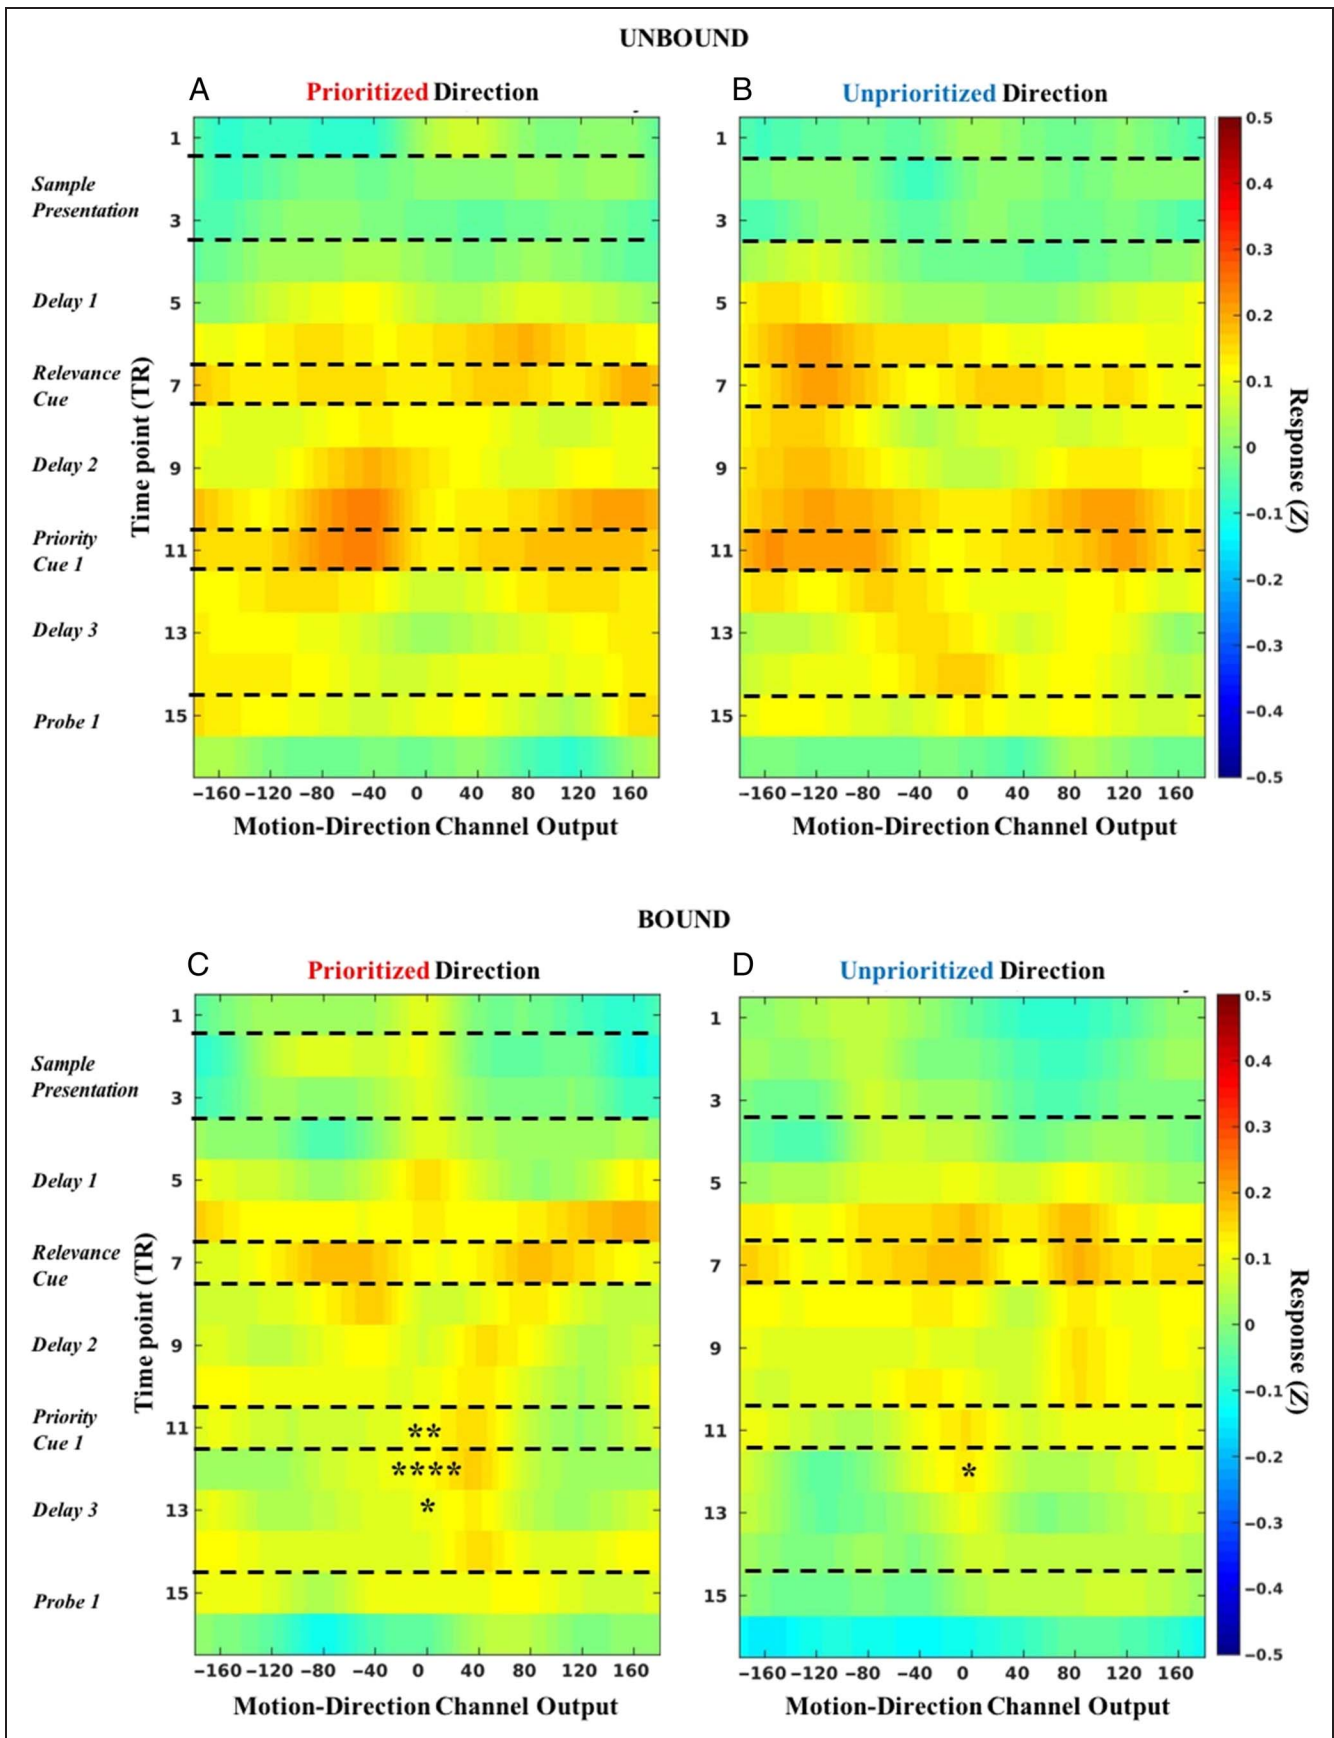 UNBOUND
A
Prioritized Direction
B
Unprioritized Direction
Sample
Presentation
Delay 1
Relevance
Cue
Delay 2
Priority
Cue 1
Delay 3
Probe 1
Time point (TR)
1
3
5
7
9
11
13
15
−160 −120 −80 −40 0 40 80 120 160
Motion-Direction Channel Output
1
3
5
7
9
11
13
15
−160 −120 −80 −40 0 40 80 120 160
Motion-Direction Channel Output
0.5
0.4
0.3
0.2
0.1
0
−0.1
−0.2
−0.3
−0.4
−0.5
Response (Z)
BOUND
C
Prioritized Direction
D
Unprioritized Direction
Sample
Presentation
Delay 1
Relevance
Cue
Delay 2
Priority
Cue 1
Delay 3
Probe 1
Time point (TR)
1
3
5
7
9
11
13
15
**
****
*
−160 −120 −80 −40 0 40 80 120 160
Motion-Direction Channel Output
1
3
5
7
9
11
13
15
*
−160 −120 −80 −40 0 40 80 120 160
Motion-Direction Channel Output
0.5
0.4
0.3
0.2
0.1
0
−0.1
−0.2
−0.3
−0.4
−0.5
Response (Z)